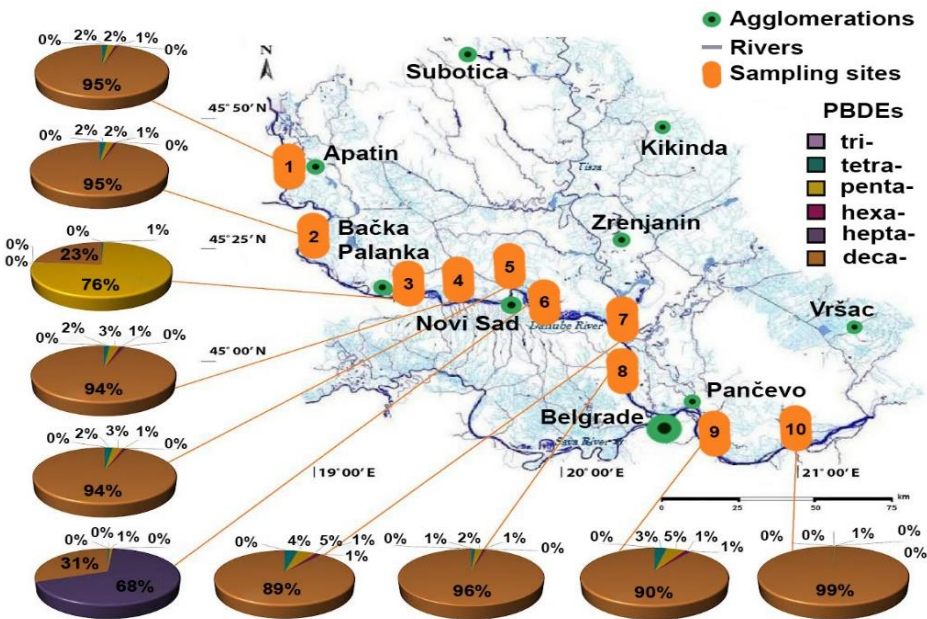 0% 2% 2% 1% 0%
95%
0% 2% 2% 1% 0%
95%
0% 0% 0% 1%
23%
76%
0% 2% 3% 1% 0%
94%
0% 2% 3% 1% 0%
94%
0% 0% 1% 0%
31%
68%
0% 4% 5% 1% 1% 0%
89%
1% 2% 1% 0%
96%
0% 3% 5% 1% 1% 0%
90%
0% 0% 1% 0% 0%
99%
N
45°50′N
45°25′N
45°00′N
19°00′E
20°00′E
21°00′E
Agglomerations
Rivers
Sampling sites
PBDEs
tri-
tetra-
penta-
hexa-
hepta-
deca-
Subotica
Kikinda
Tisza
Apatin
Zrenjanin
Bačka
Palanka
Novi Sad
Danube River
Vršac
Pančevo
Belgrade
Sava River
1
2
3
4
5
6
7
8
9
10
0 25 50 75
km